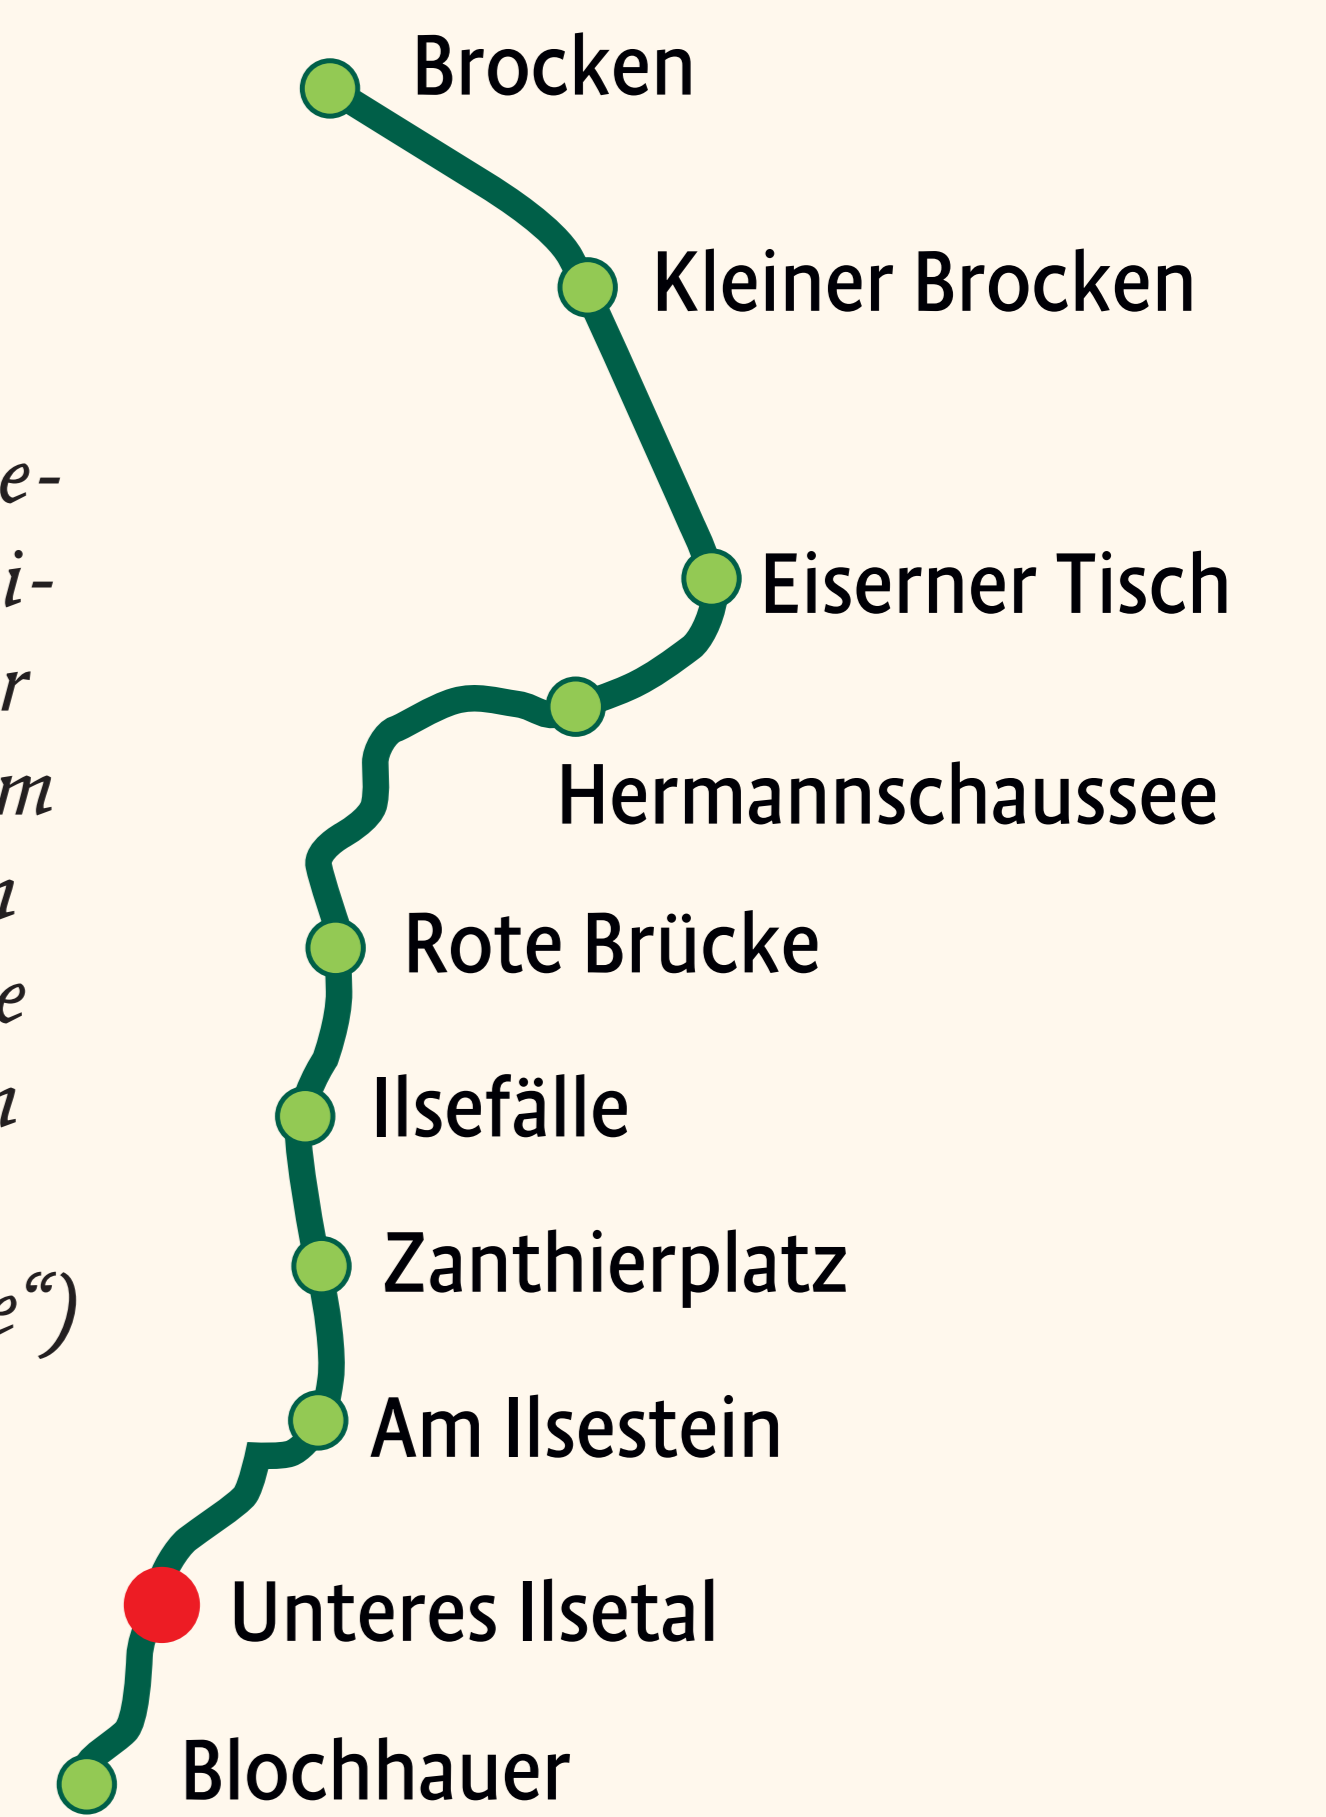 Brocken
Kleiner Brocken
e-
i-
Eiserner Tisch
r
m
Hermannschaussee
n
Rote Brücke
e
n
Ilsefälle
Zanthierplatz
e“)
Am Ilsestein
Unteres Ilsetal
Blochhauer